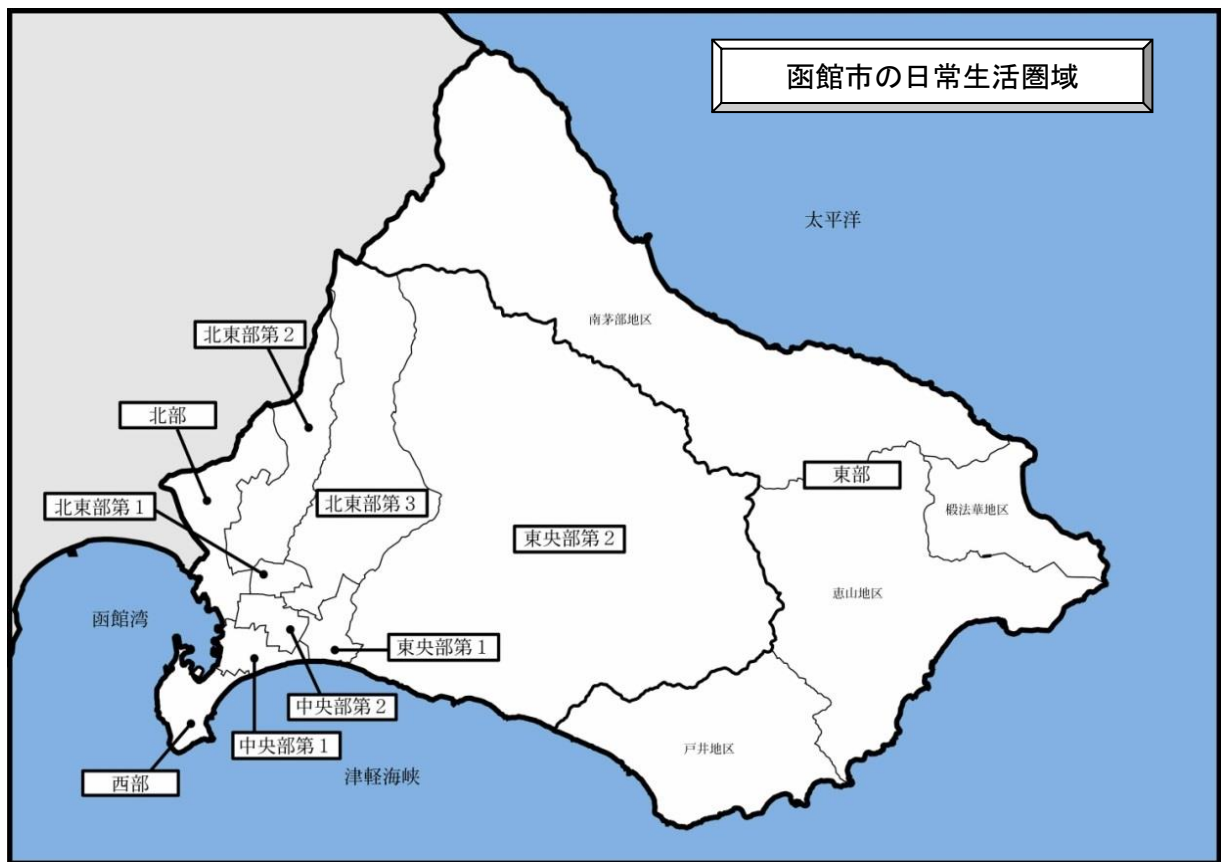 函館市の日常生活圏域
太平洋
南茅部地区
北東部第２
北部
東部
北東部第１
北東部第３
椴法華地区
東央部第２
恵山地区
函館湾
東央部第１
中央部第２
中央部第１
戸井地区
津軽海峡
西部